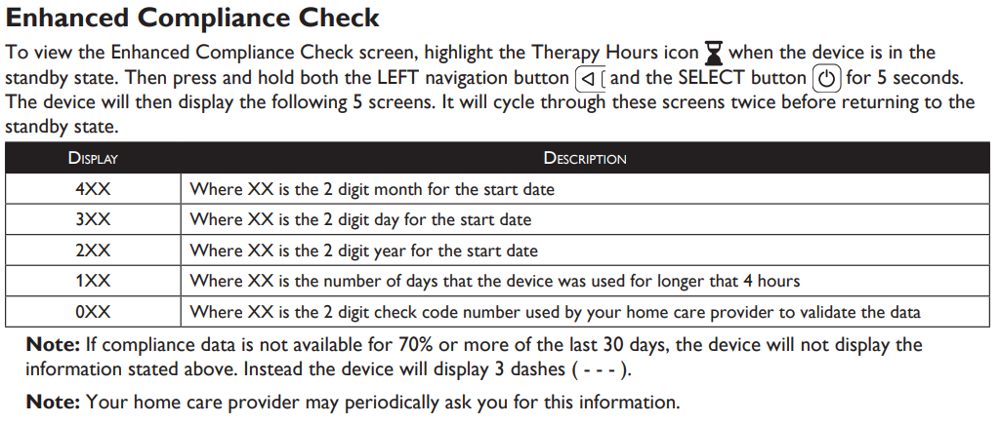 Enhanced Compliance Check
To view the Enhanced Compliance Check screen, highlight the Therapy Hours icon when the device is in the
standby state. Then press and hold both the LEFT navigation button and the SELECT button for 5 seconds.
The device will then display the following 5 screens. It will cycle through these screens twice before returning to the
standby state.
DISPLAY DESCRIPTION
4XX Where XX is the 2 digit month for the start date
3XX Where XX is the 2 digit day for the start date
2XX Where XX is the 2 digit year for the start date
1XX Where XX is the number of days that the device was used for longer that 4 hours
0XX Where XX is the 2 digit check code number used by your home care provider to validate the data
Note: If compliance data is not available for 70% or more of the last 30 days, the device will not display the
information stated above. Instead the device will display 3 dashes ( - - - ).
Note: Your home care provider may periodically ask you for this information.